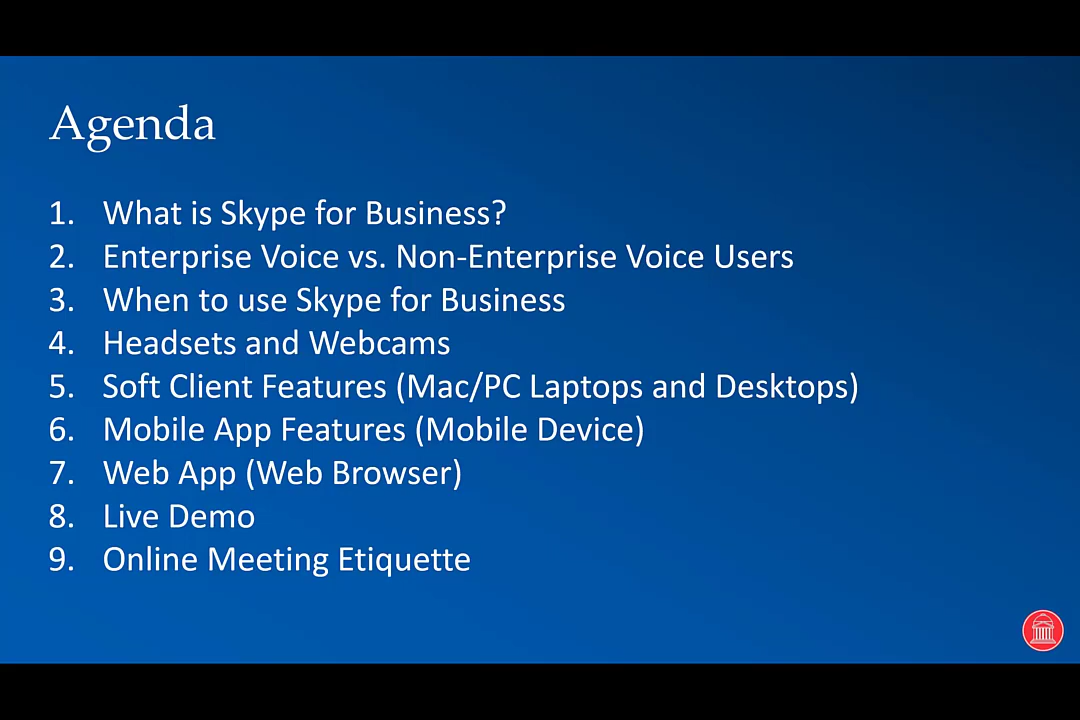 Agenda
1. What is Skype for Business?
2. Enterprise Voice vs. Non-Enterprise Voice Users
3. When to use Skype for Business
4. Headsets and Webcams
5. Soft Client Features (Mac/PC Laptops and Desktops)
6. Mobile App Features (Mobile Device)
7. Web App (Web Browser)
8. Live Demo
9. Online Meeting Etiquette